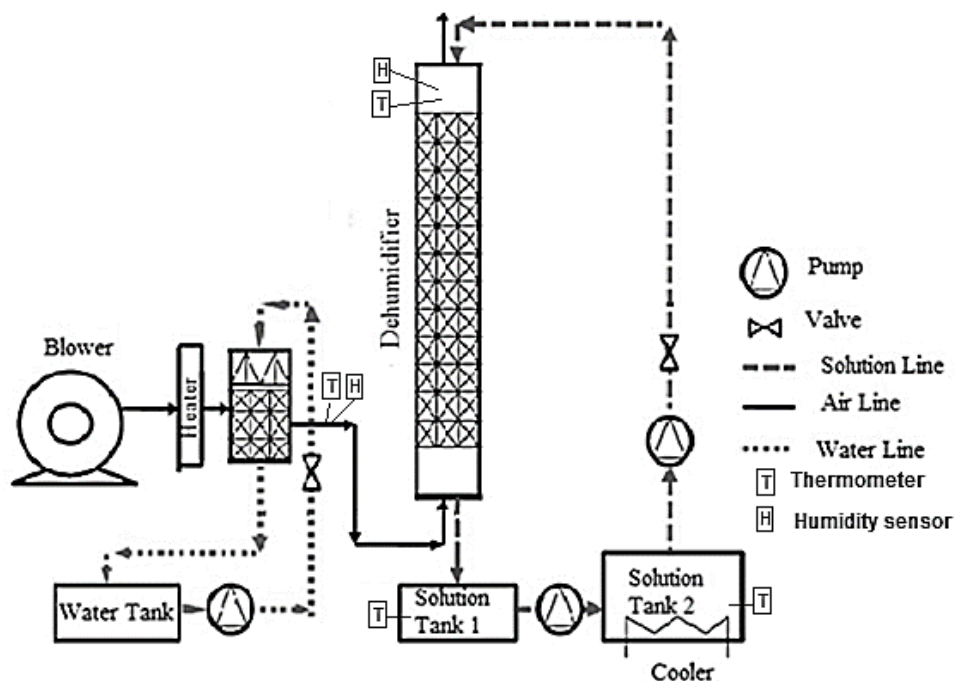 H
T
Dehumidifier
Blower
Heater
T H
Water Tank
T
Solution
Tank 1
Solution
Tank 2
T
Cooler
Pump
Valve
Solution Line
Air Line
Water Line
T Thermometer
H Humidity sensor